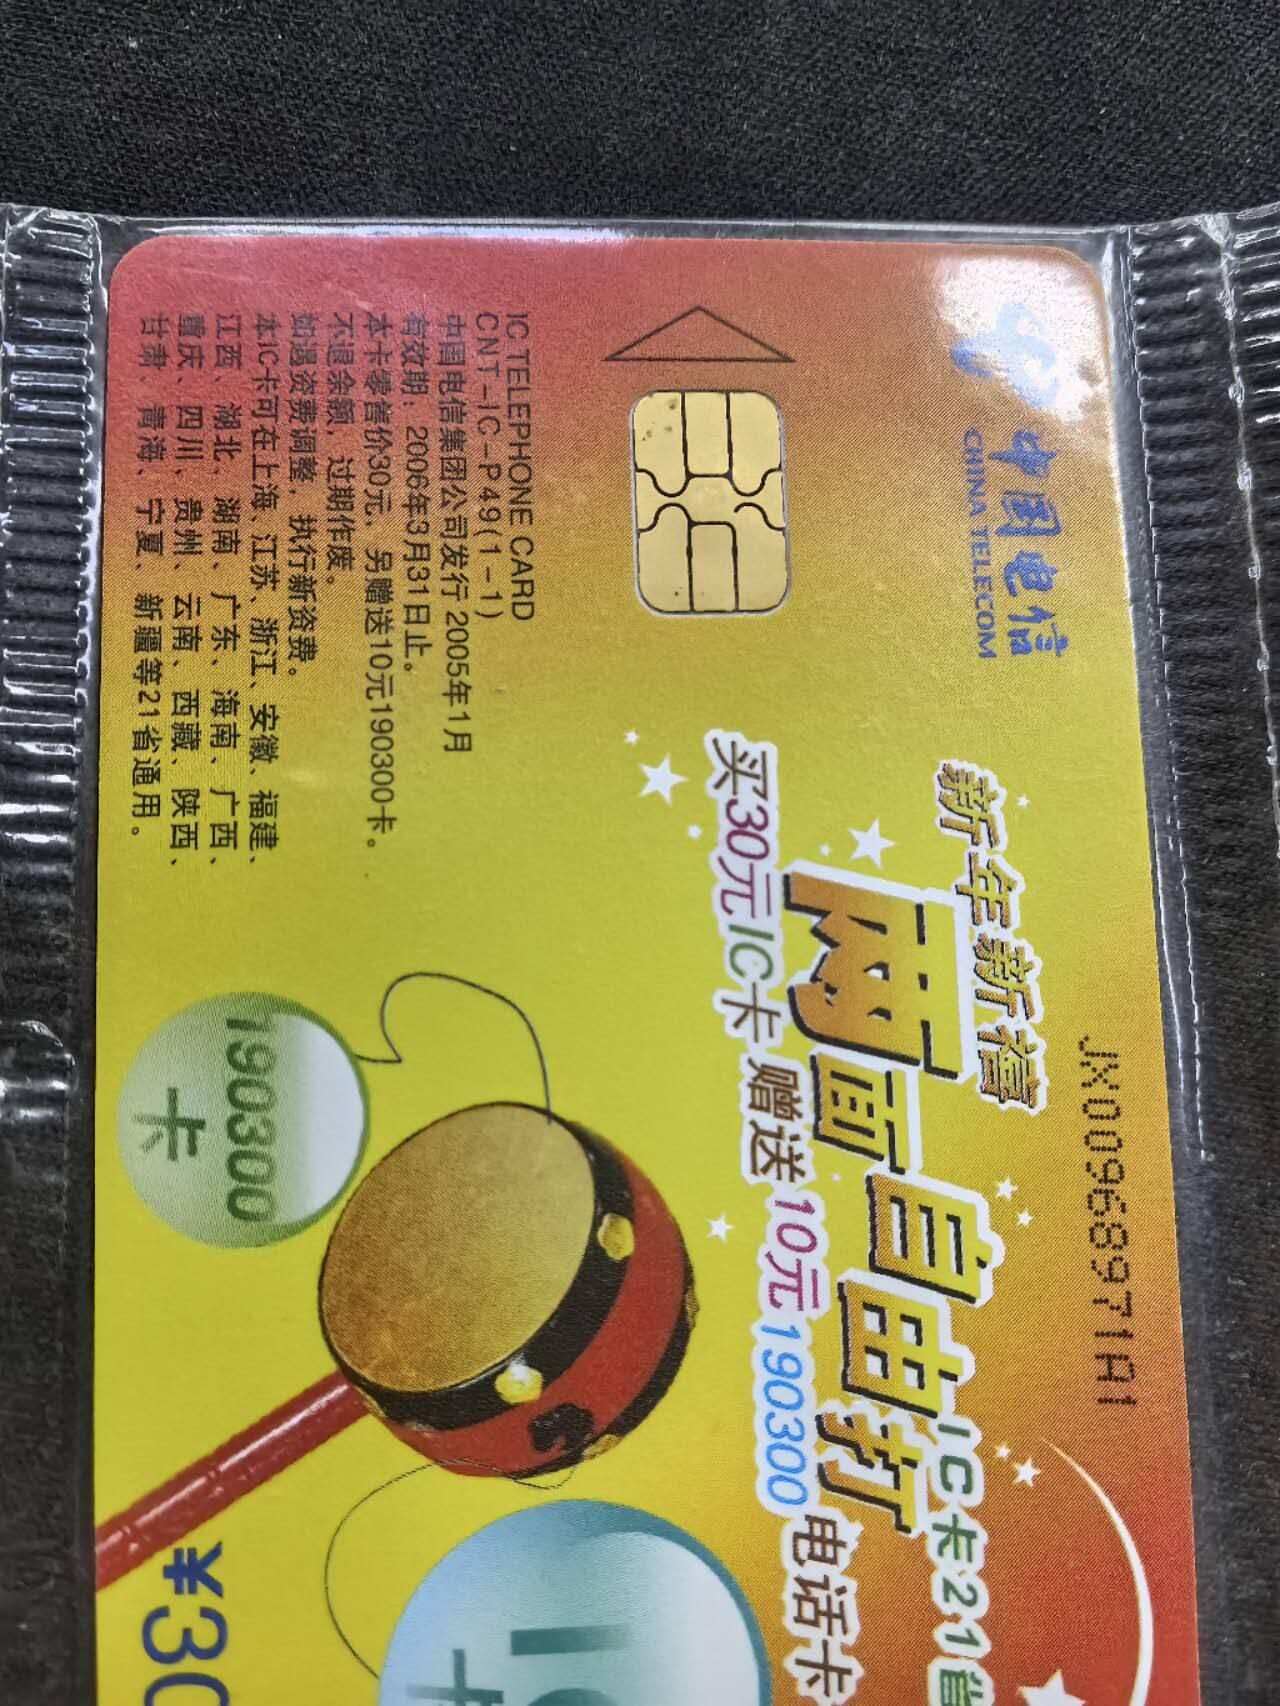 中国电信
CHINA TELECOM
JX00968971A1
新年新禧
两面自由打
IC卡21省
买30元IC卡赠送10元190300电话卡
IC TELEPHONE CARD
CNT-IC-P49(1-1)
中国电信集团公司发行 2005年1月
有效期：2006年3月31日止。
本卡零售价30元，另赠送10元190300卡。
不退余额，过期作废。
如遇资费调整，执行新资费。
本IC卡可在上海、江苏、浙江、安徽、福建、
江西、湖北、湖南、广东、海南、广西、
重庆、四川、贵州、云南、西藏、陕西、
甘肃、青海、宁夏、新疆等21省通用。
190300
卡
¥30